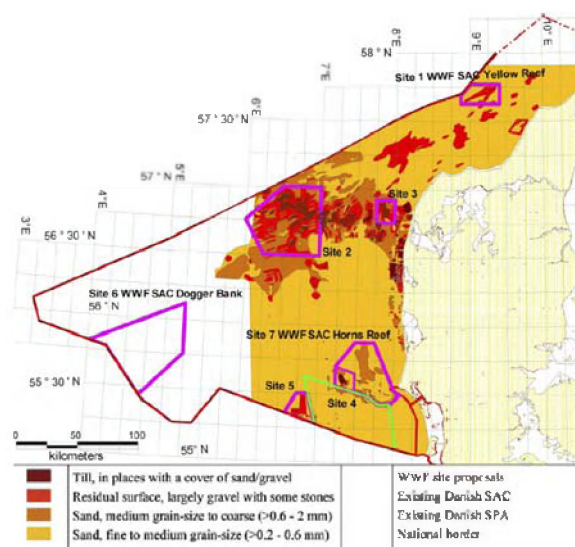 58° N
8° E
9° E
10° E
Site 1 WWF SAC Yellow Reef
7° E
57° 30' N
6° E
57° N
5° E
4° E
3° E
56° 30' N
Site 3
Site 2
Site 6 WWF SAC Dogger Bank
56° N
Site 7 WWF SAC Horns Reef
55° 30' N
Site 5
Site 4
55° N
0 50 100
kilometers
Till, in places with a cover of sand/gravel
Residual surface, largely gravel with some stones
Sand, medium grain-size to coarse (>0.6 - 2 mm)
Sand, fine to medium grain-size (>0.2 - 0.6 mm)
WWF site proposals
Existing Danish SAC
Existing Danish SPA
National border